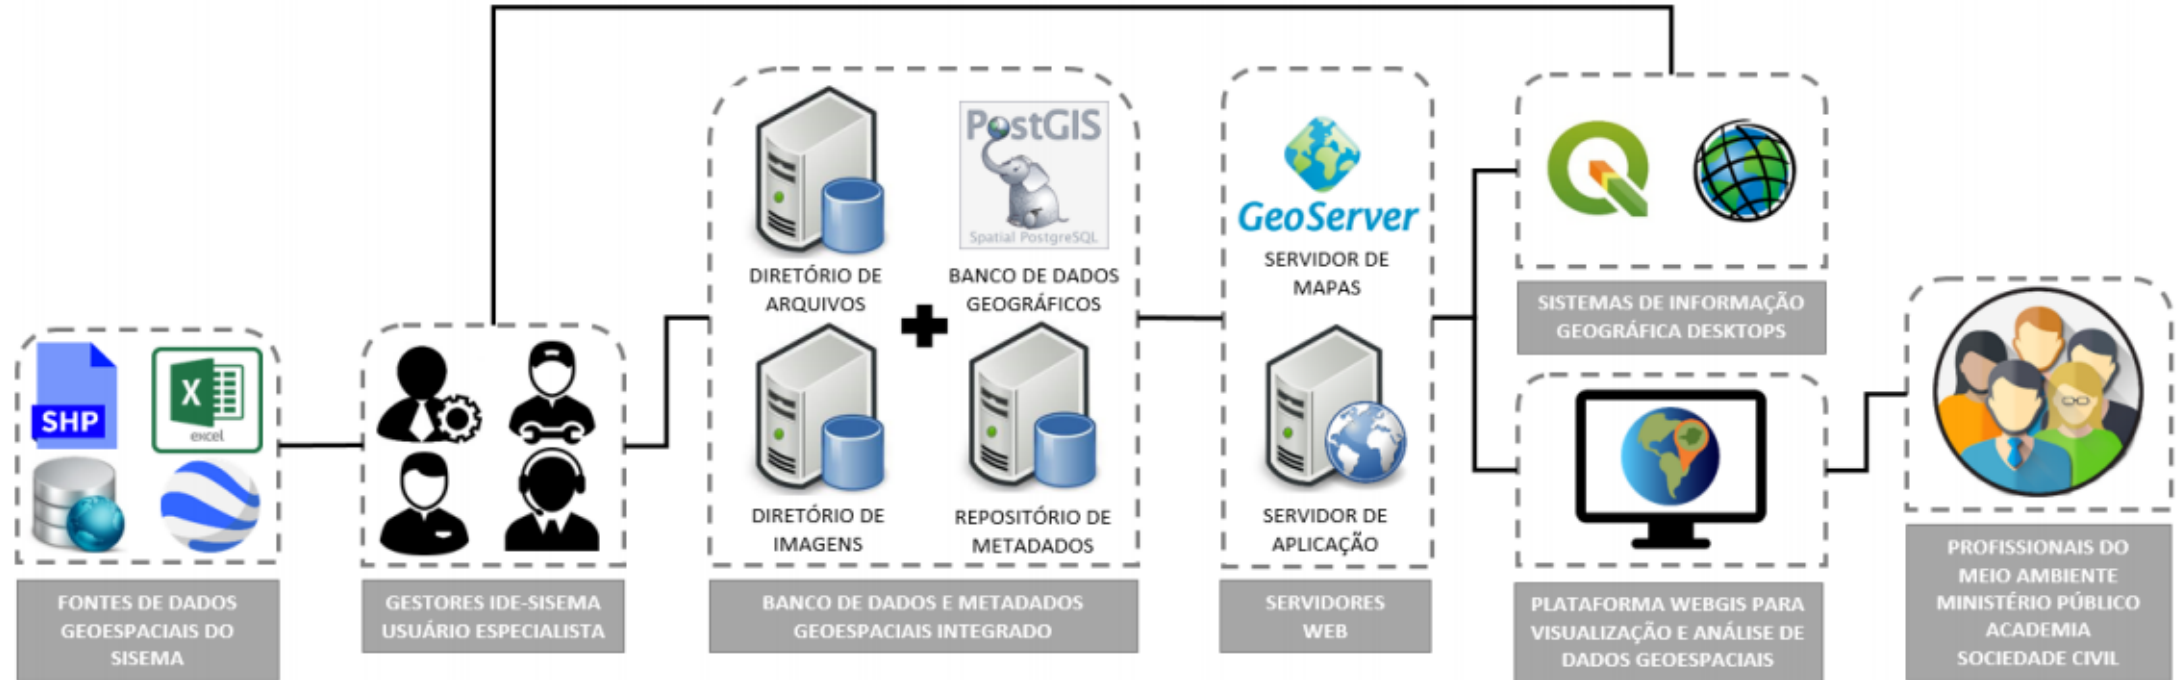 SHP
X
excel
FONTES DE DADOS
GEOESPACIAIS DO
SISEMA
GESTORES IDE-SISEMA
USUÁRIO ESPECIALISTA
DIRETÓRIO DE
ARQUIVOS
PostGIS
Spatial PostgreSQL
BANCO DE DADOS
GEOGRÁFICOS
DIRETÓRIO DE
IMAGENS
REPOSITÓRIO DE
METADADOS
BANCO DE DADOS E METADADOS
GEOESPACIAIS INTEGRADO
GeoServer
SERVIDOR DE
MAPAS
SERVIDOR DE
APLICAÇÃO
SERVIDORES
WEB
SISTEMAS DE INFORMAÇÃO
GEOGRÁFICA DESKTOPS
PLATAFORMA WEBGIS PARA
VISUALIZAÇÃO E ANÁLISE DE
DADOS GEOESPACIAIS
PROFISSIONAIS DO
MEIO AMBIENTE
MINISTÉRIO PÚBLICO
ACADEMIA
SOCIEDADE CIVIL